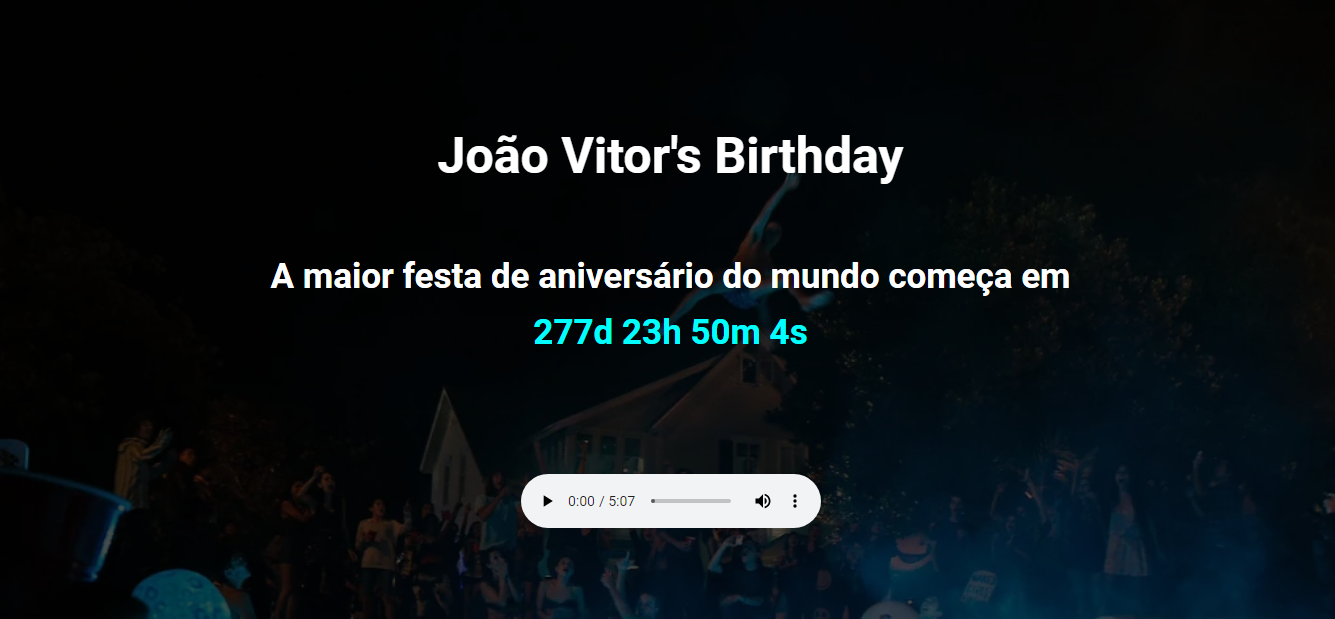 João Vitor's Birthday
A maior festa de aniversário do mundo começa em
277d 23h 50m 4s
0:00 / 5:07